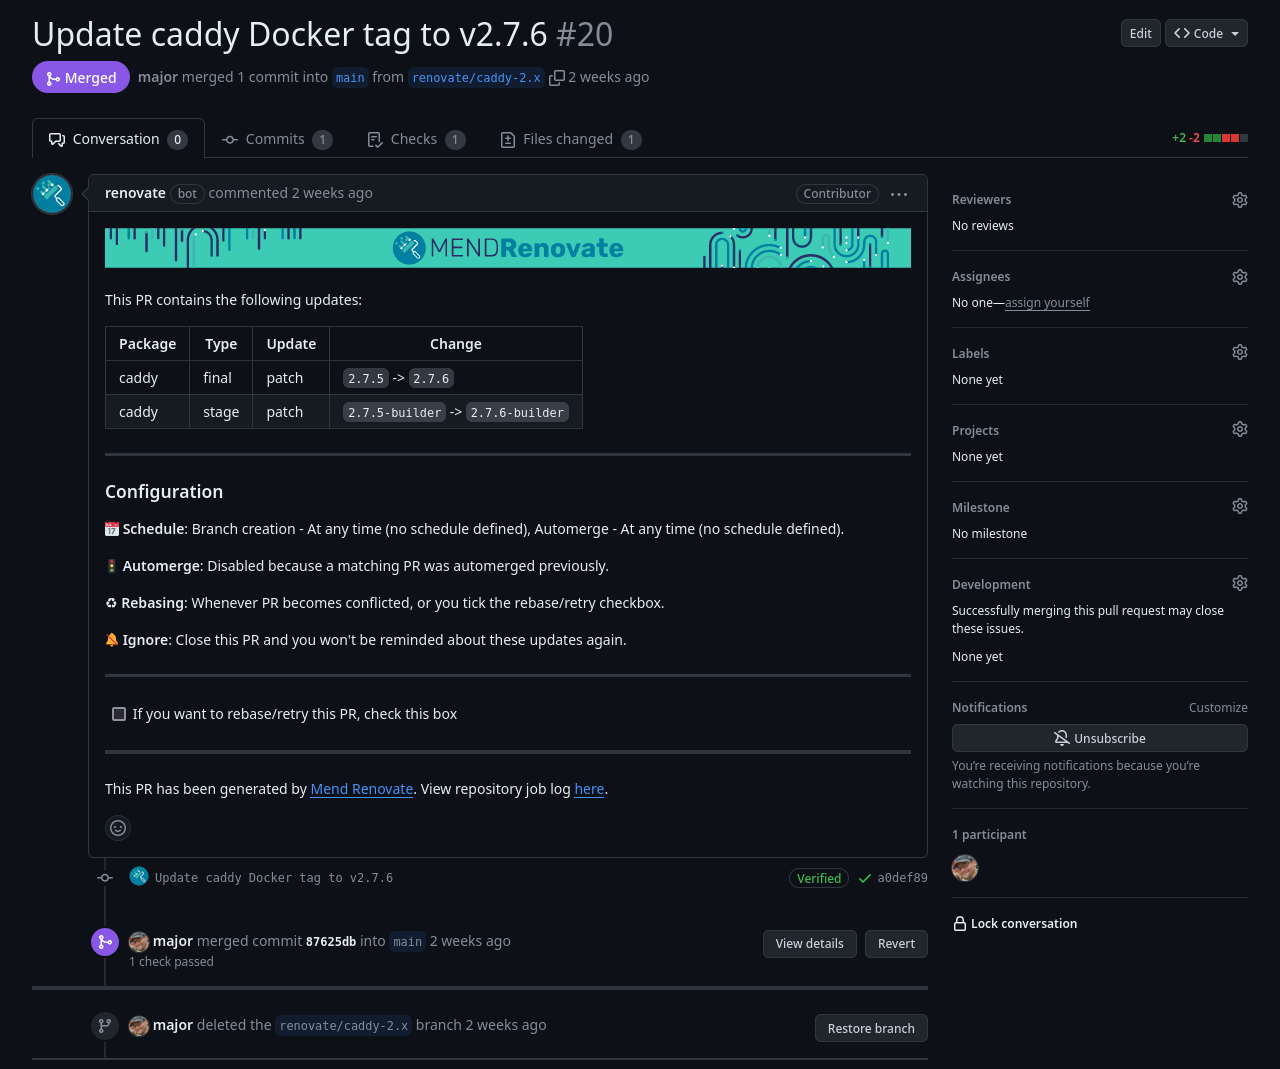 Update caddy Docker tag to v2.7.6 #20
Edit
Code
Merged
major merged 1 commit into main from renovate/caddy-2.x 2 weeks ago
Conversation 0
Commits 1
Checks 1
Files changed 1
+2 -2
renovate bot commented 2 weeks ago
Contributor
MENDRenovate
This PR contains the following updates:
Package Type Update Change
caddy final patch 2.7.5 -> 2.7.6
caddy stage patch 2.7.5-builder -> 2.7.6-builder
Configuration
📅 Schedule: Branch creation - At any time (no schedule defined), Automerge - At any time (no schedule defined).
🚦 Automerge: Disabled because a matching PR was automerged previously.
♻ Rebasing: Whenever PR becomes conflicted, or you tick the rebase/retry checkbox.
🔕 Ignore: Close this PR and you won't be reminded about these updates again.
If you want to rebase/retry this PR, check this box
This PR has been generated by Mend Renovate. View repository job log here.
Update caddy Docker tag to v2.7.6
Verified
a0def89
major merged commit 87625db into main 2 weeks ago
1 check passed
View details
Revert
major deleted the renovate/caddy-2.x branch 2 weeks ago
Restore branch
Reviewers
No reviews
Assignees
No one—assign yourself
Labels
None yet
Projects
None yet
Milestone
No milestone
Development
Successfully merging this pull request may close
these issues.
None yet
Notifications
Customize
Unsubscribe
You’re receiving notifications because you’re
watching this repository.
1 participant
Lock conversation